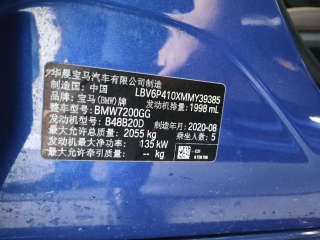 华晨宝马汽车有限公司制造
制造国：中国 LBV6P410XMMY39385
品牌：宝马(BMW)牌 发动机排量：1998 mL
整车型号：BMW7200GG
发动机型号：B48B20D 制造年月：2020-08
最大允许总质量：2055 kg 乘坐人数：5
发动机最大净功率：135 kW
最大允许牵引质量：--- kg